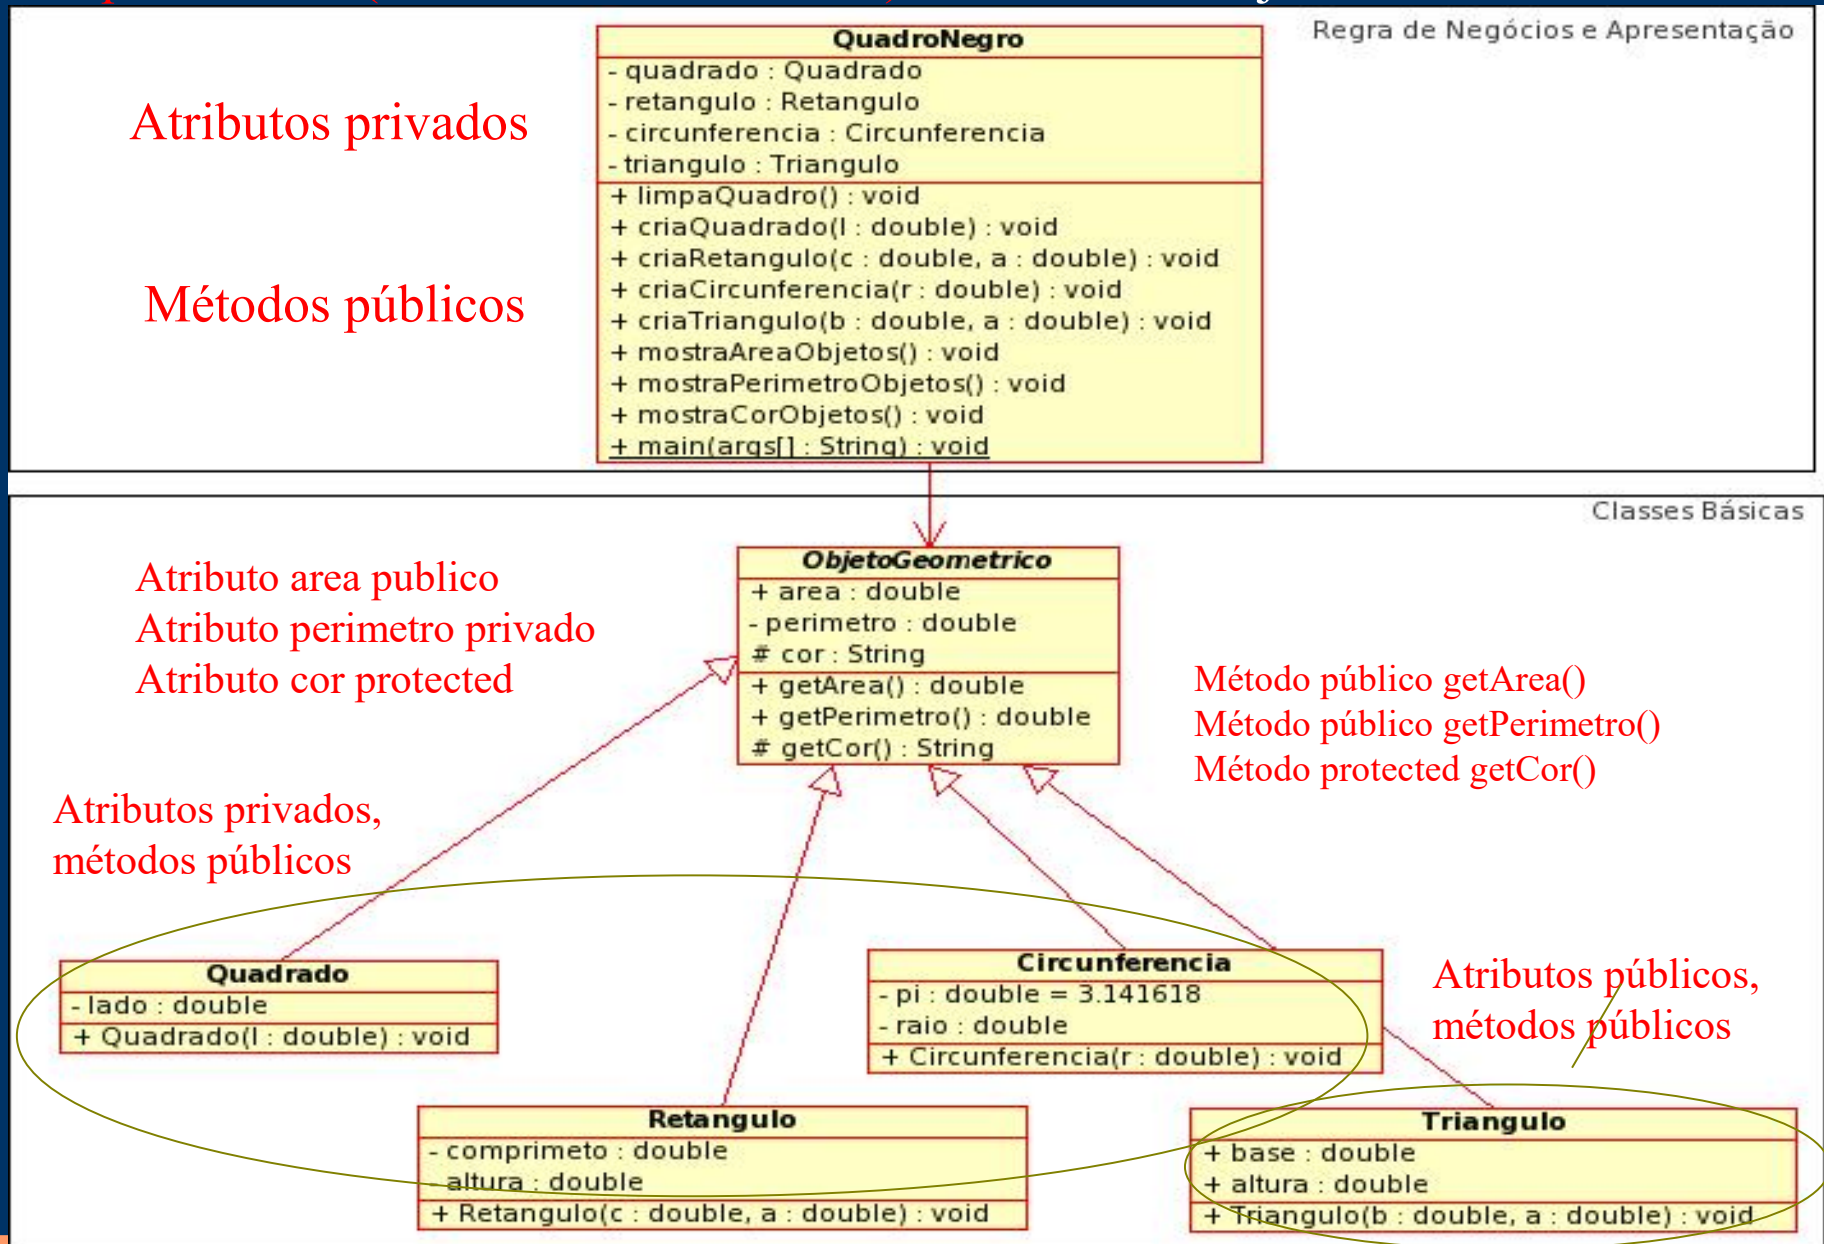 Regra de Negócios e Apresentação
QuadroNegro
- quadrado : Quadrado
- retangulo : Retangulo
- circunferencia : Circunferencia
- triangulo : Triangulo
+ limpaQuadro() : void
+ criaQuadrado(l : double) : void
+ criaRetangulo(c : double, a : double) : void
+ criaCircunferencia(r : double) : void
+ criaTriangulo(b : double, a : double) : void
+ mostraAreaObjetos() : void
+ mostraPerimetroObjetos() : void
+ mostraCorObjetos() : void
+ main(args[] : String) : void
Atributos privados
Métodos públicos
Classes Básicas
ObjetoGeometrico
+ area : double
- perimetro : double
# cor : String
+ getArea() : double
+ getPerimetro() : double
# getCor() : String
Atributo area publico
Atributo perimetro privado
Atributo cor protected
Método público getArea()
Método público getPerimetro()
Método protected getCor()
Atributos privados,
métodos públicos
Quadrado
- lado : double
+ Quadrado(l : double) : void
Circunferencia
- pi : double = 3.141618
- raio : double
+ Circunferencia(r : double) : void
Atributos públicos,
métodos públicos
Retangulo
- comprimeto : double
- altura : double
+ Retangulo(c : double, a : double) : void
Triangulo
+ base : double
+ altura : double
+ Triangulo(b : double, a : double) : void